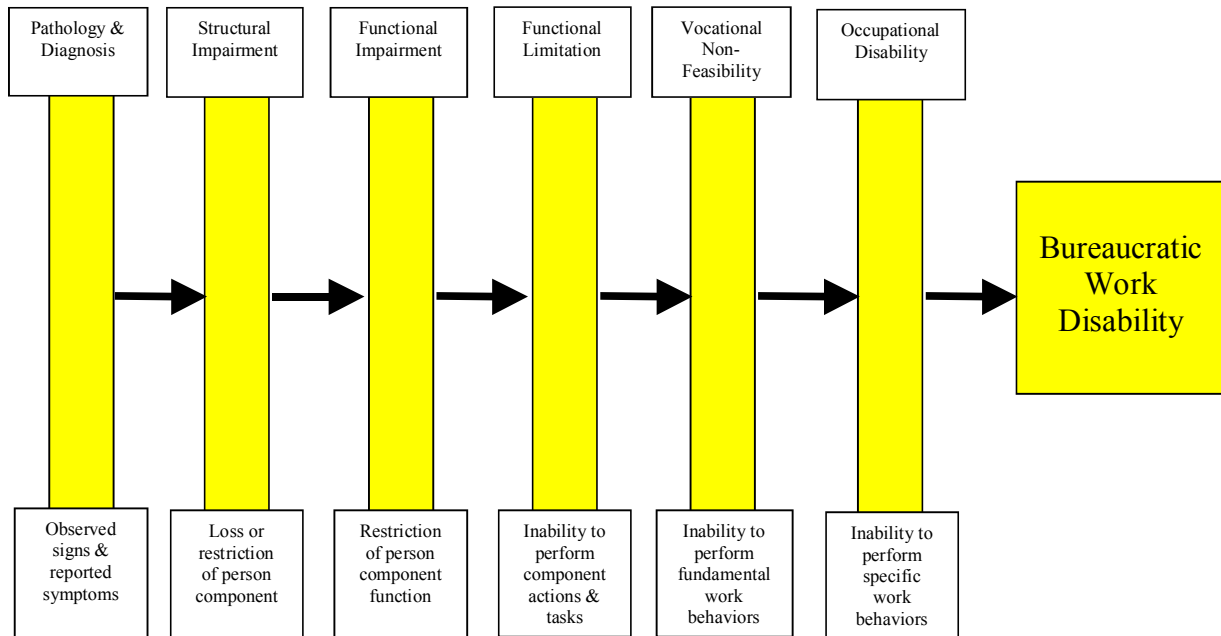 Pathology &
Diagnosis
Structural
Impairment
Functional
Impairment
Functional
Limitation
Vocational
Non-
Feasibility
Occupational
Disability
Bureaucratic
Work
Disability
Observed
signs &
reported
symptoms
Loss or
restriction
of person
component
Restriction
of person
component
function
Inability to
perform
component
actions &
tasks
Inability to
perform
fundamental
work
behaviors
Inability to
perform
specific
work
behaviors